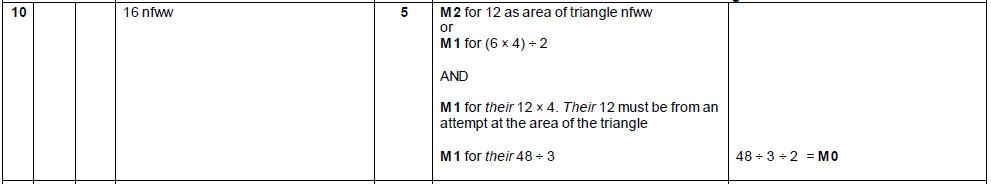 10 16 nfww 5 M2 for 12 as area of triangle nfww
or
M1 for (6 × 4) ÷ 2
AND
M1 for their 12 × 4. Their 12 must be from an
attempt at the area of the triangle
M1 for their 48 ÷ 3 48 ÷ 3 ÷ 2 = M0